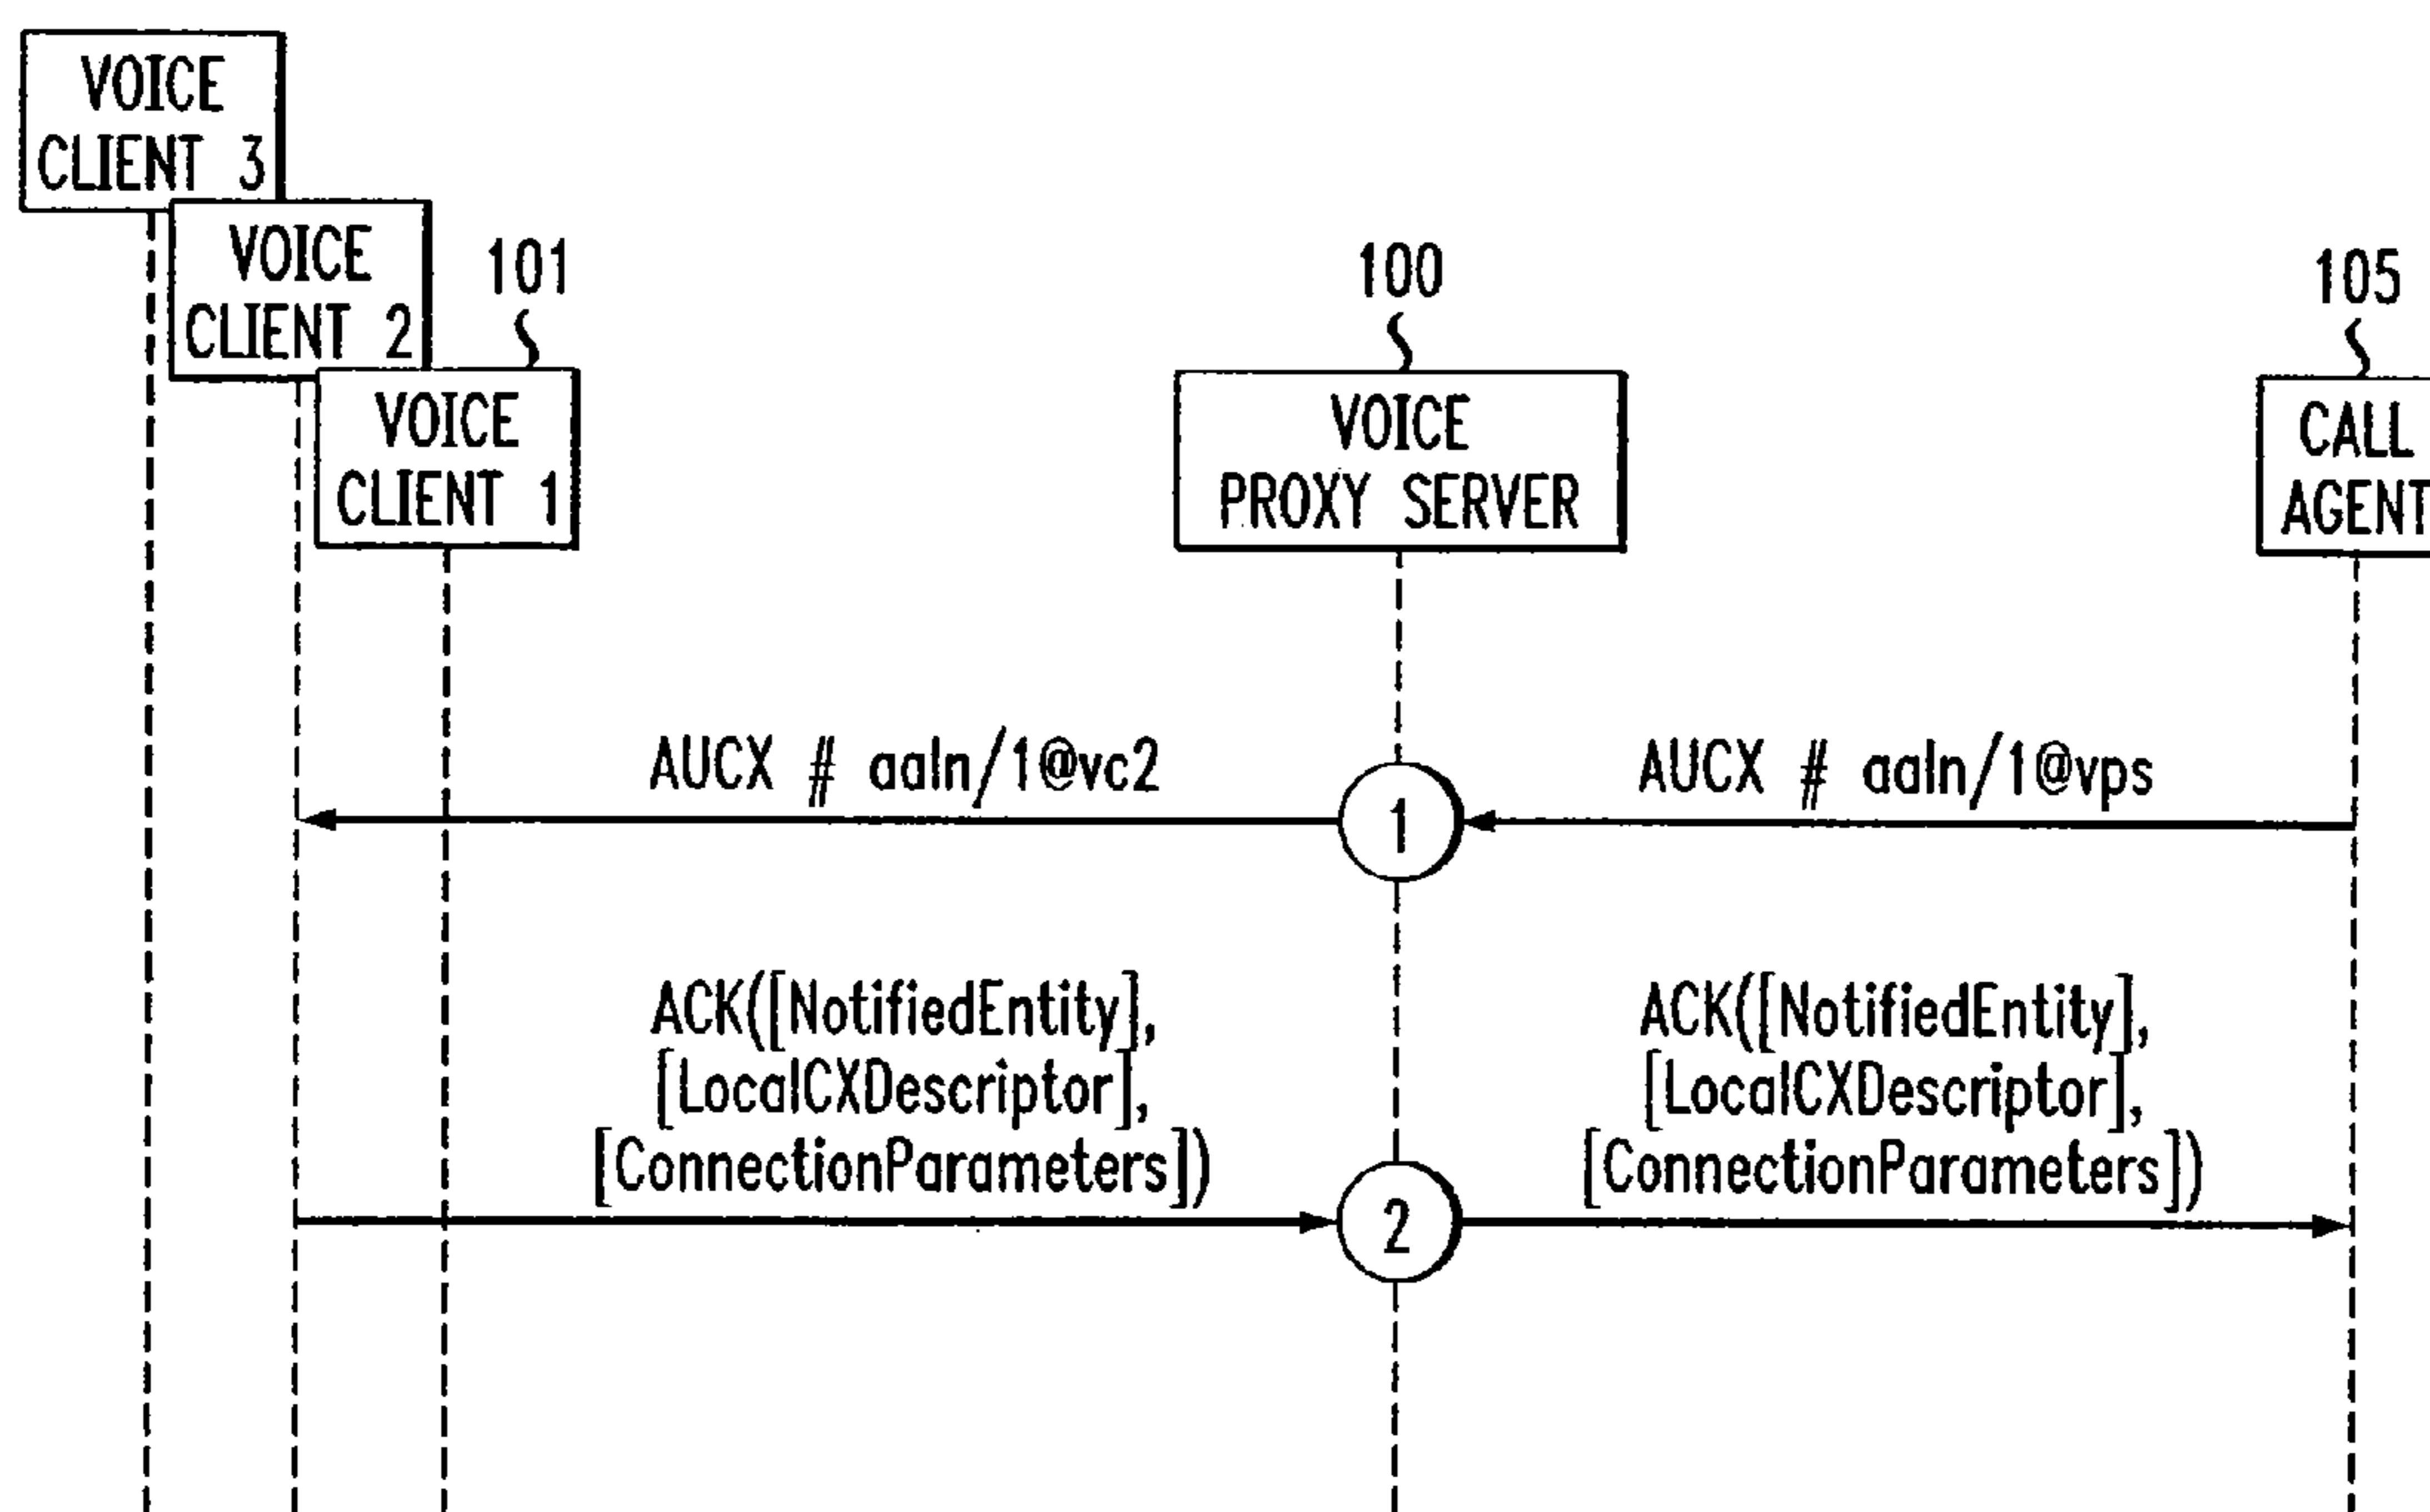 VOICE
CLIENT 3
VOICE
CLIENT 2
101
VOICE
CLIENT 1
100
VOICE
PROXY SERVER
105
CALL
AGENT
AUCX # aaln/1@vc2
1
AUCX # aaln/1@vps
ACK([NotifiedEntity],
[LocalCXDescriptor],
[ConnectionParameters])
2
ACK([NotifiedEntity],
[LocalCXDescriptor],
[ConnectionParameters])